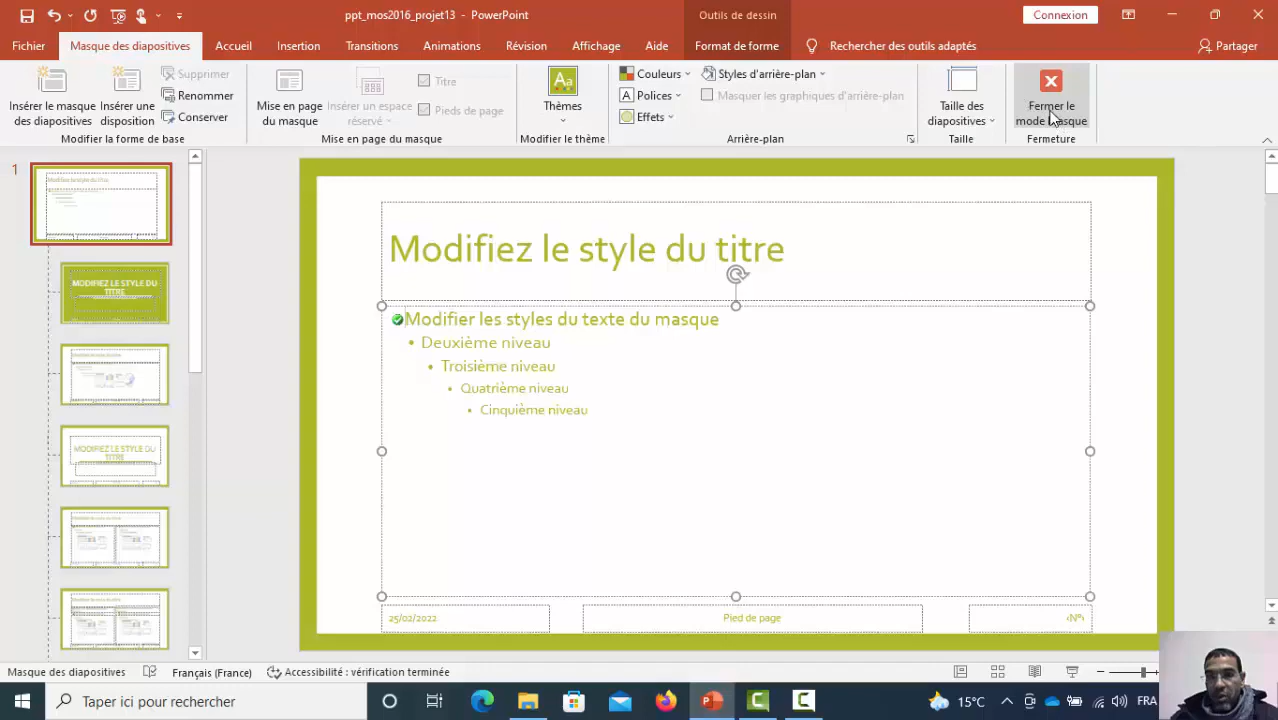 ppt_mos2016_projet13 - PowerPoint
Outils de dessin
Connexion
Fichier
Masque des diapositives
Accueil
Insertion
Transitions
Animations
Révision
Affichage
Aide
Format de forme
Rechercher des outils adaptés
Partager
Insérer le masque des diapositives
Insérer une disposition
Supprimer
Renommer
Conserver
Modifier la forme de base
Mise en page du masque
Insérer un espace réservé
Titre
Pieds de page
Mise en page du masque
Thèmes
Modifier le thème
Couleurs
Polices
Effets
Styles d'arrière-plan
Masquer les graphiques d'arrière-plan
Arrière-plan
Taille des diapositives
Taille
Fermer le mode masque
Fermeture
1
MODIFIEZ LE STYLE DU TITRE
MODIFIEZ LE STYLE DU TITRE
Modifiez le style du titre
Modifier les styles du texte du masque
• Deuxième niveau
• Troisième niveau
• Quatrième niveau
• Cinquième niveau
25/02/2022
Pied de page
‹N°›
Masque des diapositives
Français (France)
Accessibilité : vérification terminée
Taper ici pour rechercher
15°C
FRA